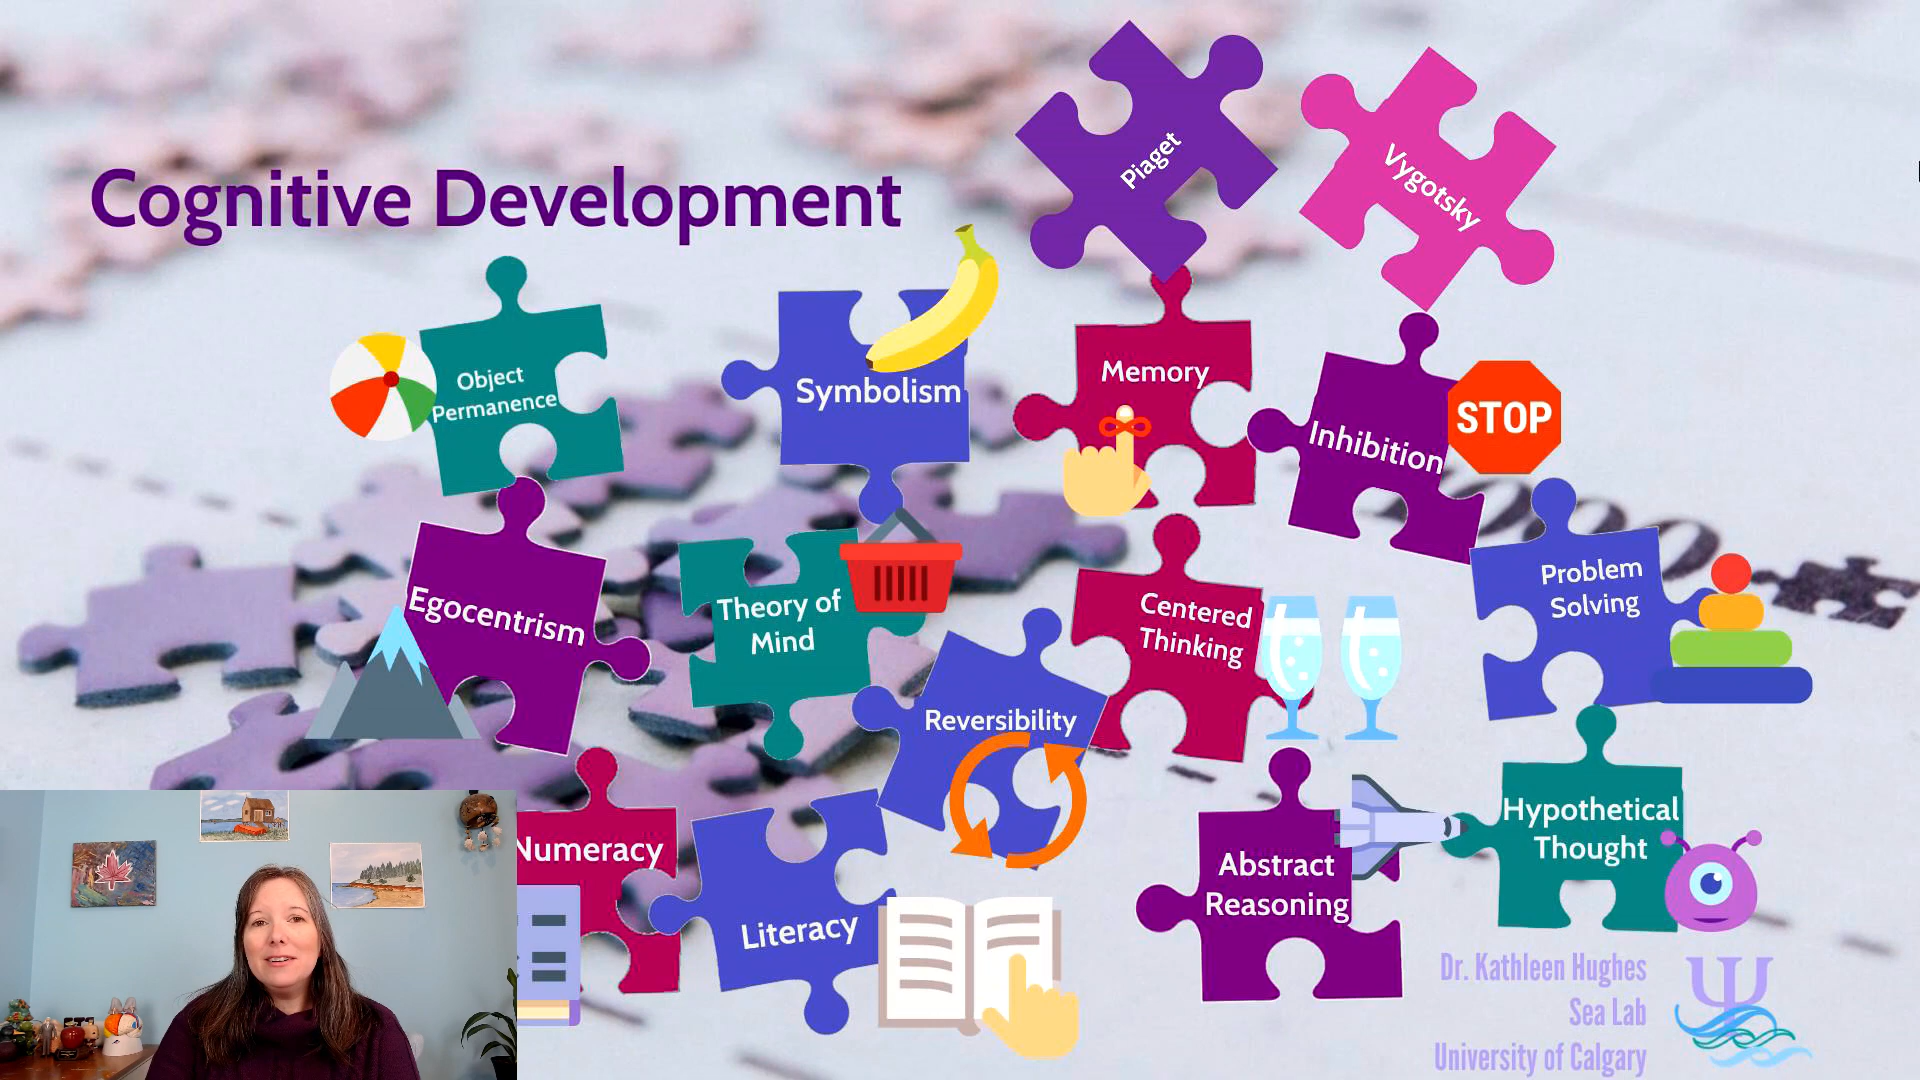 Cognitive Development
Piaget
Vygotsky
Object
Permanence
Symbolism
Memory
Inhibition
STOP
Egocentrism
Theory of
Mind
Centered
Thinking
Problem
Solving
Reversibility
Numeracy
Literacy
Abstract
Reasoning
Hypothetical
Thought
Dr. Kathleen Hughes
Sea Lab
University of Calgary